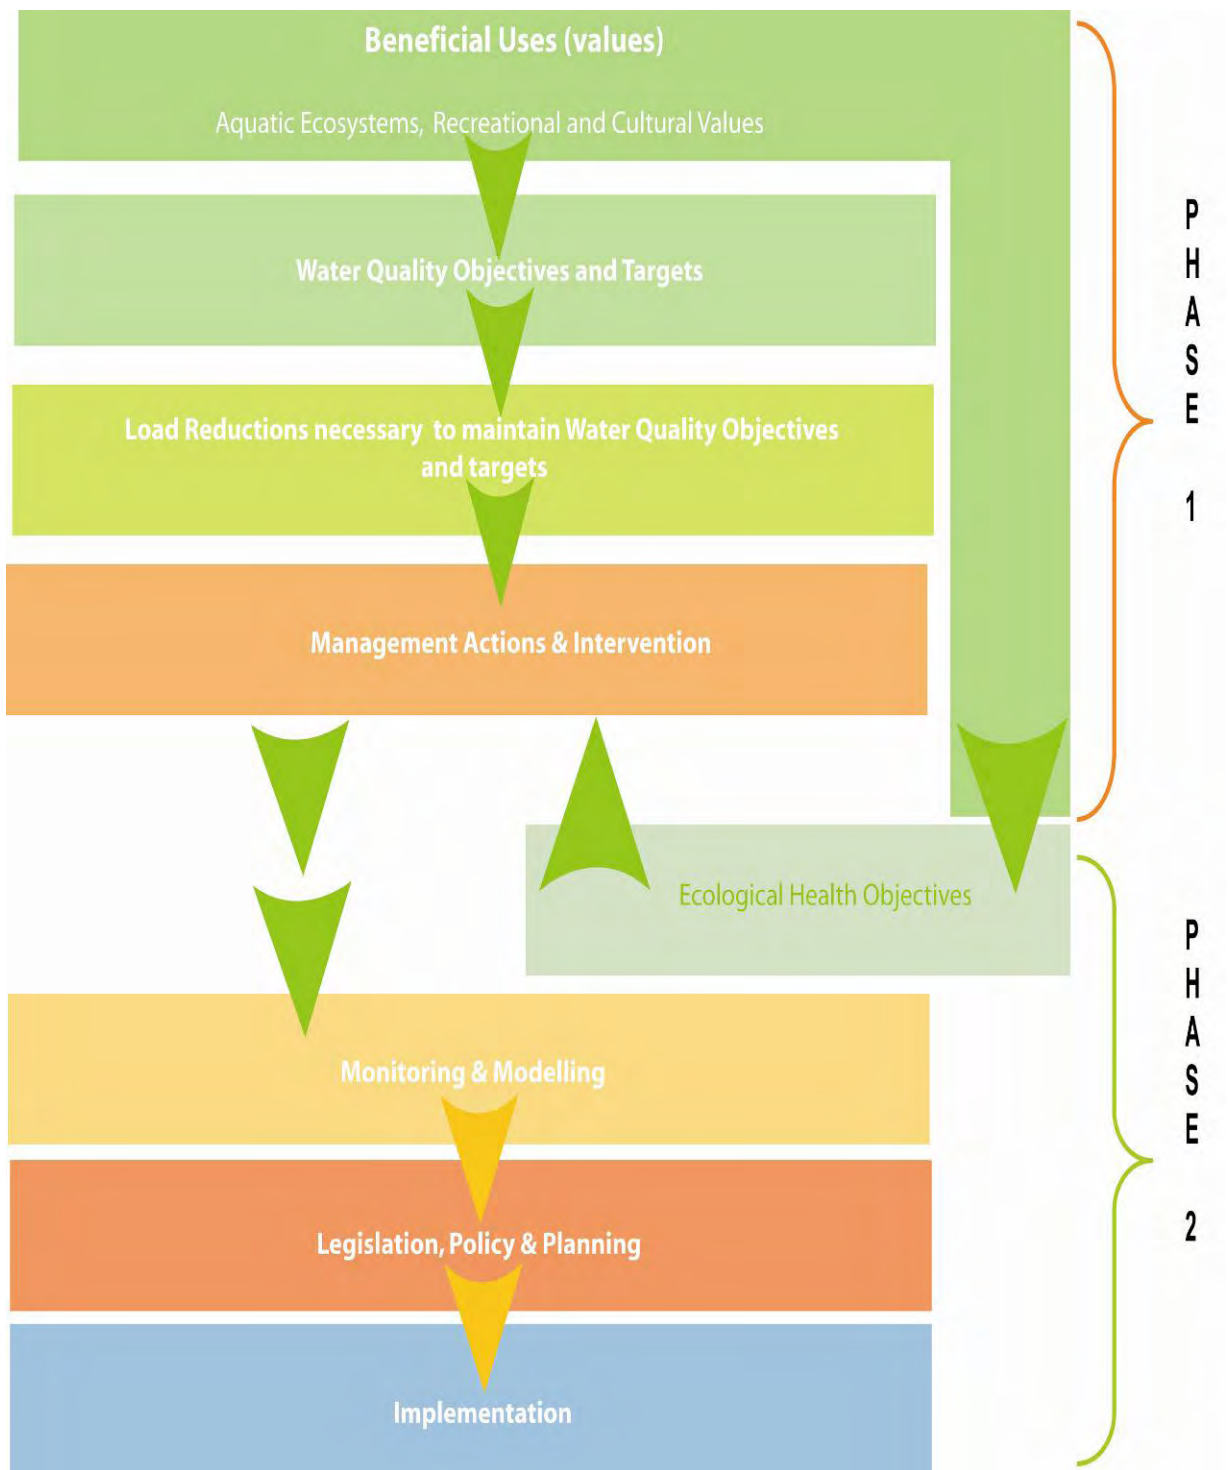 Beneficial Uses (values)
Aquatic Ecosystems, Recreational and Cultural Values
Water Quality Objectives and Targets
Load Reductions necessary to maintain Water Quality Objectives
and targets
Management Actions & Intervention
PHASE 1
Ecological Health Objectives
Monitoring & Modelling
Legislation, Policy & Planning
Implementation
PHASE 2